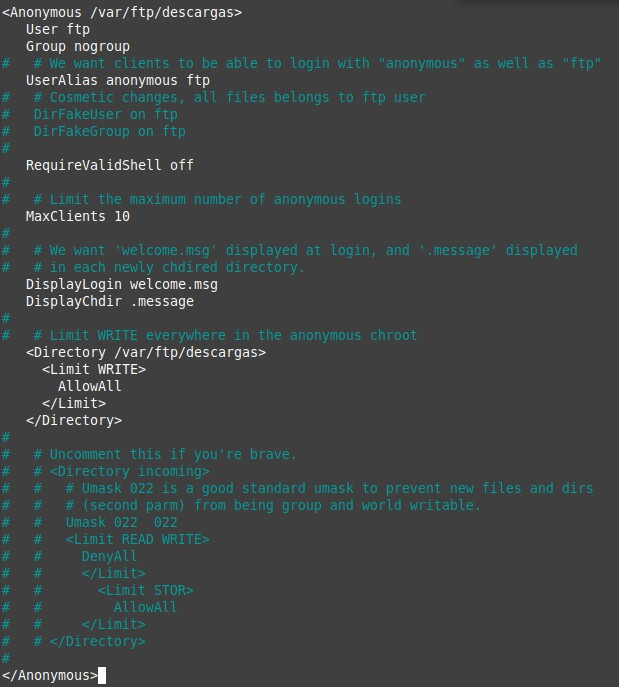 <Anonymous /var/ftp/descargas>
   User ftp
   Group nogroup
#   # We want clients to be able to login with "anonymous" as well as "ftp"
   UserAlias anonymous ftp
#   # Cosmetic changes, all files belongs to ftp user
#   DirFakeUser on ftp
#   DirFakeGroup on ftp
#
   RequireValidShell off
#
#   # Limit the maximum number of anonymous logins
   MaxClients 10
#
#   # We want 'welcome.msg' displayed at login, and '.message' displayed
#   # in each newly chdired directory.
   DisplayLogin welcome.msg
   DisplayChdir .message
#
#   # Limit WRITE everywhere in the anonymous chroot
   <Directory /var/ftp/descargas>
     <Limit WRITE>
       AllowAll
     </Limit>
   </Directory>
#
#   # Uncomment this if you're brave.
#   # <Directory incoming>
#   #   # Umask 022 is a good standard umask to prevent new files and dirs
#   #   # (second parm) from being group and world writable.
#   #   Umask 022  022
#   #   <Limit READ WRITE>
#   #     DenyAll
#   #     </Limit>
#   #       <Limit STOR>
#   #         AllowAll
#   #     </Limit>
#   # </Directory>
#
</Anonymous>